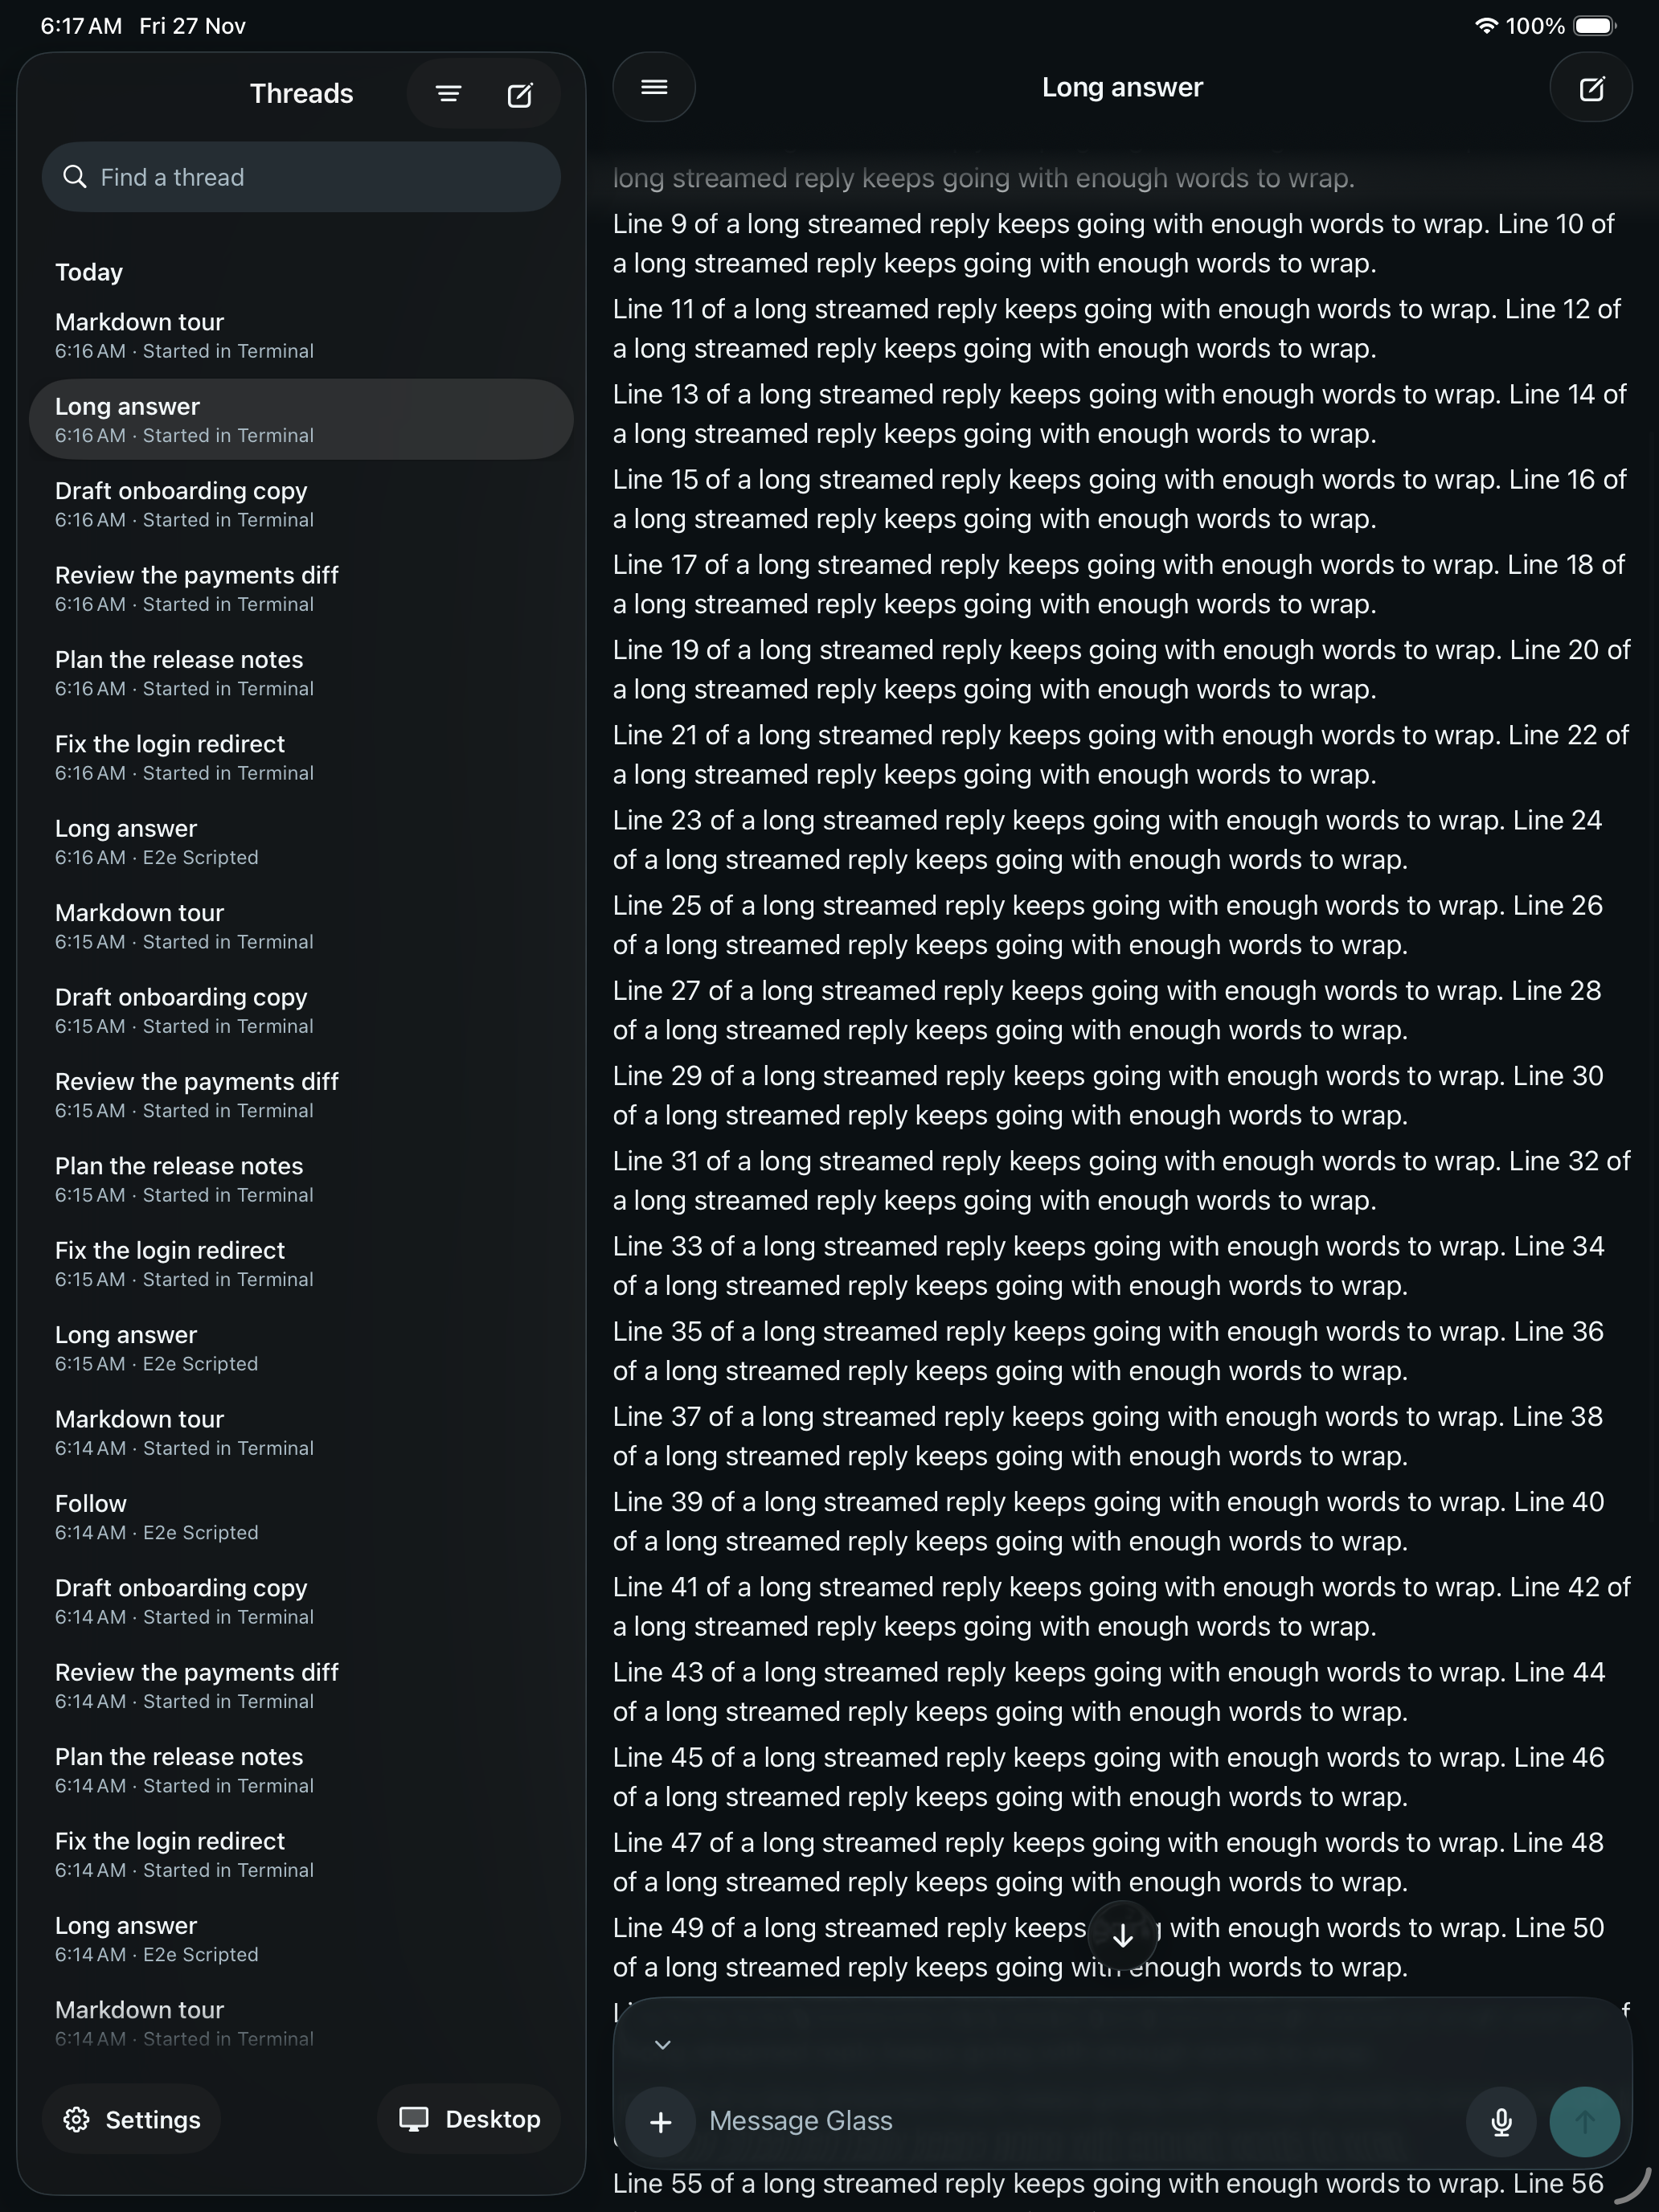 6:17 AM Fri 27 Nov
100%
Threads
Find a thread
Today
Markdown tour
6:16 AM · Started in Terminal
Long answer
6:16 AM · Started in Terminal
Draft onboarding copy
6:16 AM · Started in Terminal
Review the payments diff
6:16 AM · Started in Terminal
Plan the release notes
6:16 AM · Started in Terminal
Fix the login redirect
6:16 AM · Started in Terminal
Long answer
6:16 AM · E2e Scripted
Markdown tour
6:15 AM · Started in Terminal
Draft onboarding copy
6:15 AM · Started in Terminal
Review the payments diff
6:15 AM · Started in Terminal
Plan the release notes
6:15 AM · Started in Terminal
Fix the login redirect
6:15 AM · Started in Terminal
Long answer
6:15 AM · E2e Scripted
Markdown tour
6:14 AM · Started in Terminal
Follow
6:14 AM · E2e Scripted
Draft onboarding copy
6:14 AM · Started in Terminal
Review the payments diff
6:14 AM · Started in Terminal
Plan the release notes
6:14 AM · Started in Terminal
Fix the login redirect
6:14 AM · Started in Terminal
Long answer
6:14 AM · E2e Scripted
Markdown tour
6:14 AM · Started in Terminal
Settings
Desktop
Long answer
long streamed reply keeps going with enough words to wrap.
Line 9 of a long streamed reply keeps going with enough words to wrap. Line 10 of
a long streamed reply keeps going with enough words to wrap.
Line 11 of a long streamed reply keeps going with enough words to wrap. Line 12 of
a long streamed reply keeps going with enough words to wrap.
Line 13 of a long streamed reply keeps going with enough words to wrap. Line 14 of
a long streamed reply keeps going with enough words to wrap.
Line 15 of a long streamed reply keeps going with enough words to wrap. Line 16 of
a long streamed reply keeps going with enough words to wrap.
Line 17 of a long streamed reply keeps going with enough words to wrap. Line 18 of
a long streamed reply keeps going with enough words to wrap.
Line 19 of a long streamed reply keeps going with enough words to wrap. Line 20 of
a long streamed reply keeps going with enough words to wrap.
Line 21 of a long streamed reply keeps going with enough words to wrap. Line 22 of
a long streamed reply keeps going with enough words to wrap.
Line 23 of a long streamed reply keeps going with enough words to wrap. Line 24
of a long streamed reply keeps going with enough words to wrap.
Line 25 of a long streamed reply keeps going with enough words to wrap. Line 26
of a long streamed reply keeps going with enough words to wrap.
Line 27 of a long streamed reply keeps going with enough words to wrap. Line 28
of a long streamed reply keeps going with enough words to wrap.
Line 29 of a long streamed reply keeps going with enough words to wrap. Line 30
of a long streamed reply keeps going with enough words to wrap.
Line 31 of a long streamed reply keeps going with enough words to wrap. Line 32 of
a long streamed reply keeps going with enough words to wrap.
Line 33 of a long streamed reply keeps going with enough words to wrap. Line 34
of a long streamed reply keeps going with enough words to wrap.
Line 35 of a long streamed reply keeps going with enough words to wrap. Line 36
of a long streamed reply keeps going with enough words to wrap.
Line 37 of a long streamed reply keeps going with enough words to wrap. Line 38
of a long streamed reply keeps going with enough words to wrap.
Line 39 of a long streamed reply keeps going with enough words to wrap. Line 40
of a long streamed reply keeps going with enough words to wrap.
Line 41 of a long streamed reply keeps going with enough words to wrap. Line 42 of
a long streamed reply keeps going with enough words to wrap.
Line 43 of a long streamed reply keeps going with enough words to wrap. Line 44
of a long streamed reply keeps going with enough words to wrap.
Line 45 of a long streamed reply keeps going with enough words to wrap. Line 46
of a long streamed reply keeps going with enough words to wrap.
Line 47 of a long streamed reply keeps going with enough words to wrap. Line 48
of a long streamed reply keeps going with enough words to wrap.
Line 49 of a long streamed reply keeps with enough words to wrap. Line 50
of a long streamed reply keeps going with enough words to wrap.
Message Glass
Line 55 of a long streamed reply keeps going with enough words to wrap. Line 56